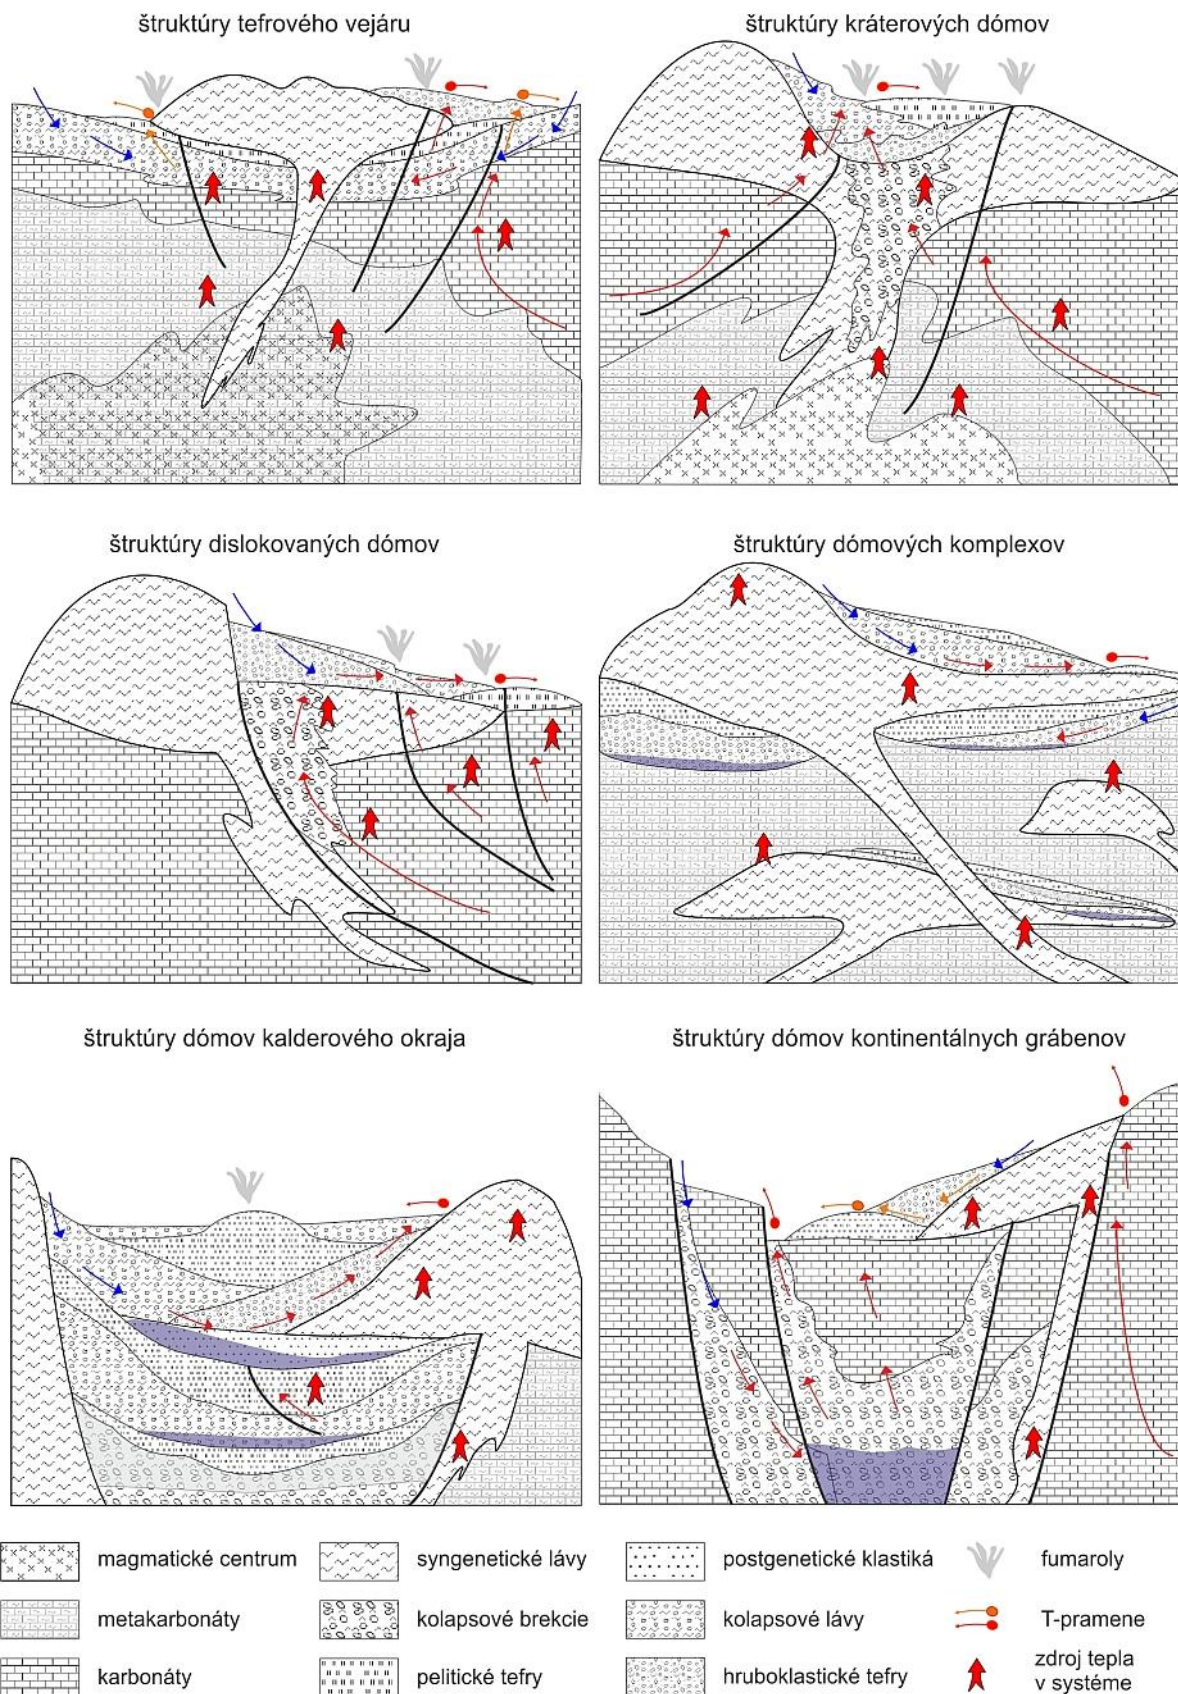 štruktúry tefrového vejáru
štruktúry kráterových dómov
štruktúry dislokovaných dómov
štruktúry dómových komplexov
štruktúry dómov kalderového okraja
štruktúry dómov kontinentálnych grábenov
magmatické centrum
syngenetické lávy
postgenetické klastiká
fumaroly
metakarbonáty
kolapsové brekcie
kolapsové lávy
T-pramene
karbonáty
pelitické tefry
hruboklastické tefry
zdroj tepla
v systéme